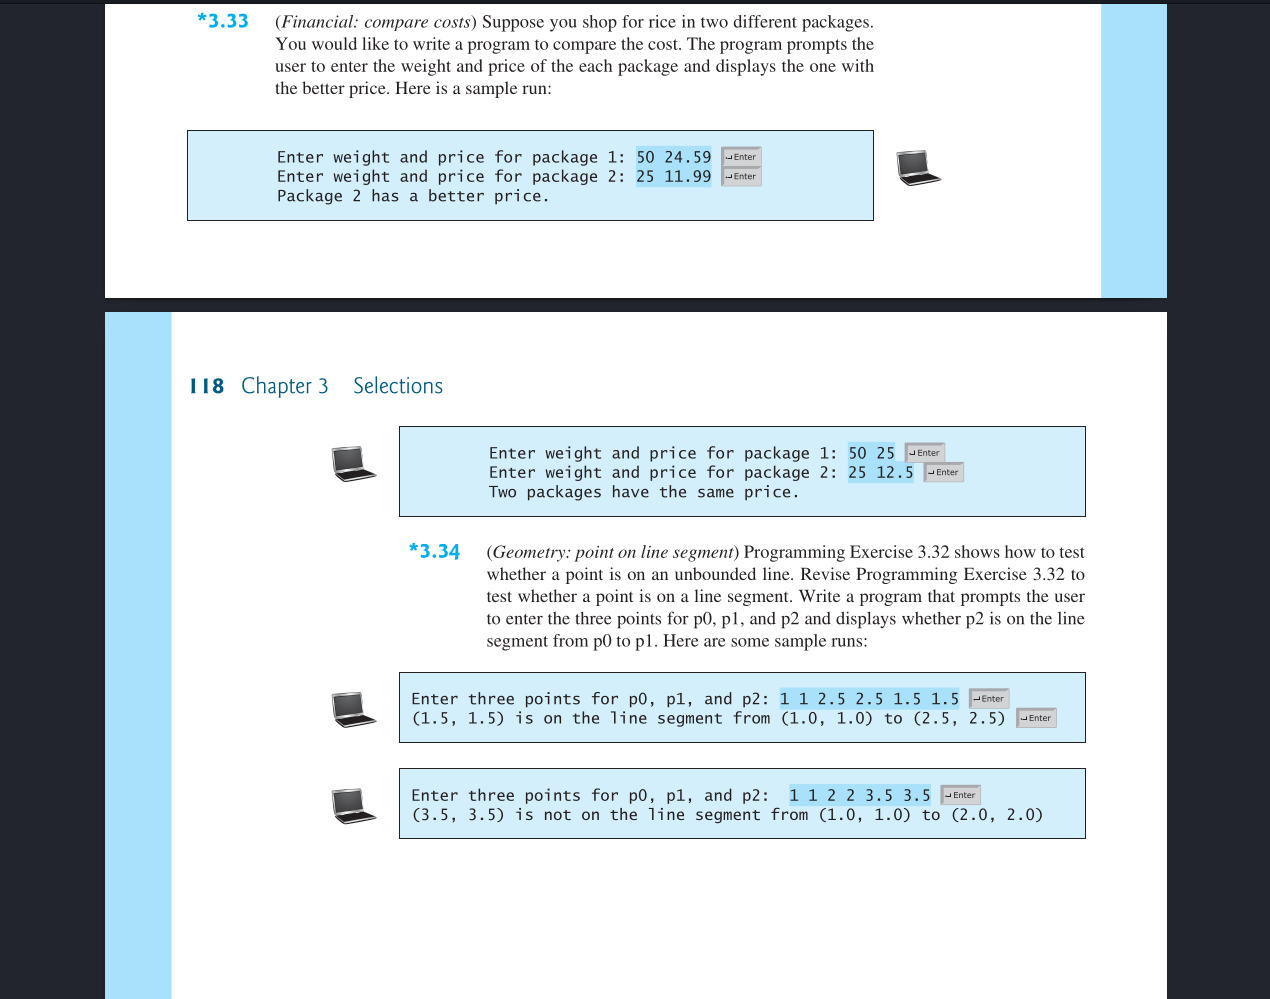 *3.33 (Financial: compare costs) Suppose you shop for rice in two different packages.
You would like to write a program to compare the cost. The program prompts the
user to enter the weight and price of the each package and displays the one with
the better price. Here is a sample run:
Enter weight and price for package 1: 50 24.59 ↵Enter
Enter weight and price for package 2: 25 11.99 ↵Enter
Package 2 has a better price.
118 Chapter 3 Selections
Enter weight and price for package 1: 50 25 ↵Enter
Enter weight and price for package 2: 25 12.5 ↵Enter
Two packages have the same price.
*3.34 (Geometry: point on line segment) Programming Exercise 3.32 shows how to test
whether a point is on an unbounded line. Revise Programming Exercise 3.32 to
test whether a point is on a line segment. Write a program that prompts the user
to enter the three points for p0, p1, and p2 and displays whether p2 is on the line
segment from p0 to p1. Here are some sample runs:
Enter three points for p0, p1, and p2: 1 1 2.5 2.5 1.5 1.5 ↵Enter
(1.5, 1.5) is on the line segment from (1.0, 1.0) to (2.5, 2.5) ↵Enter
Enter three points for p0, p1, and p2: 1 1 2 2 3.5 3.5 ↵Enter
(3.5, 3.5) is not on the line segment from (1.0, 1.0) to (2.0, 2.0)